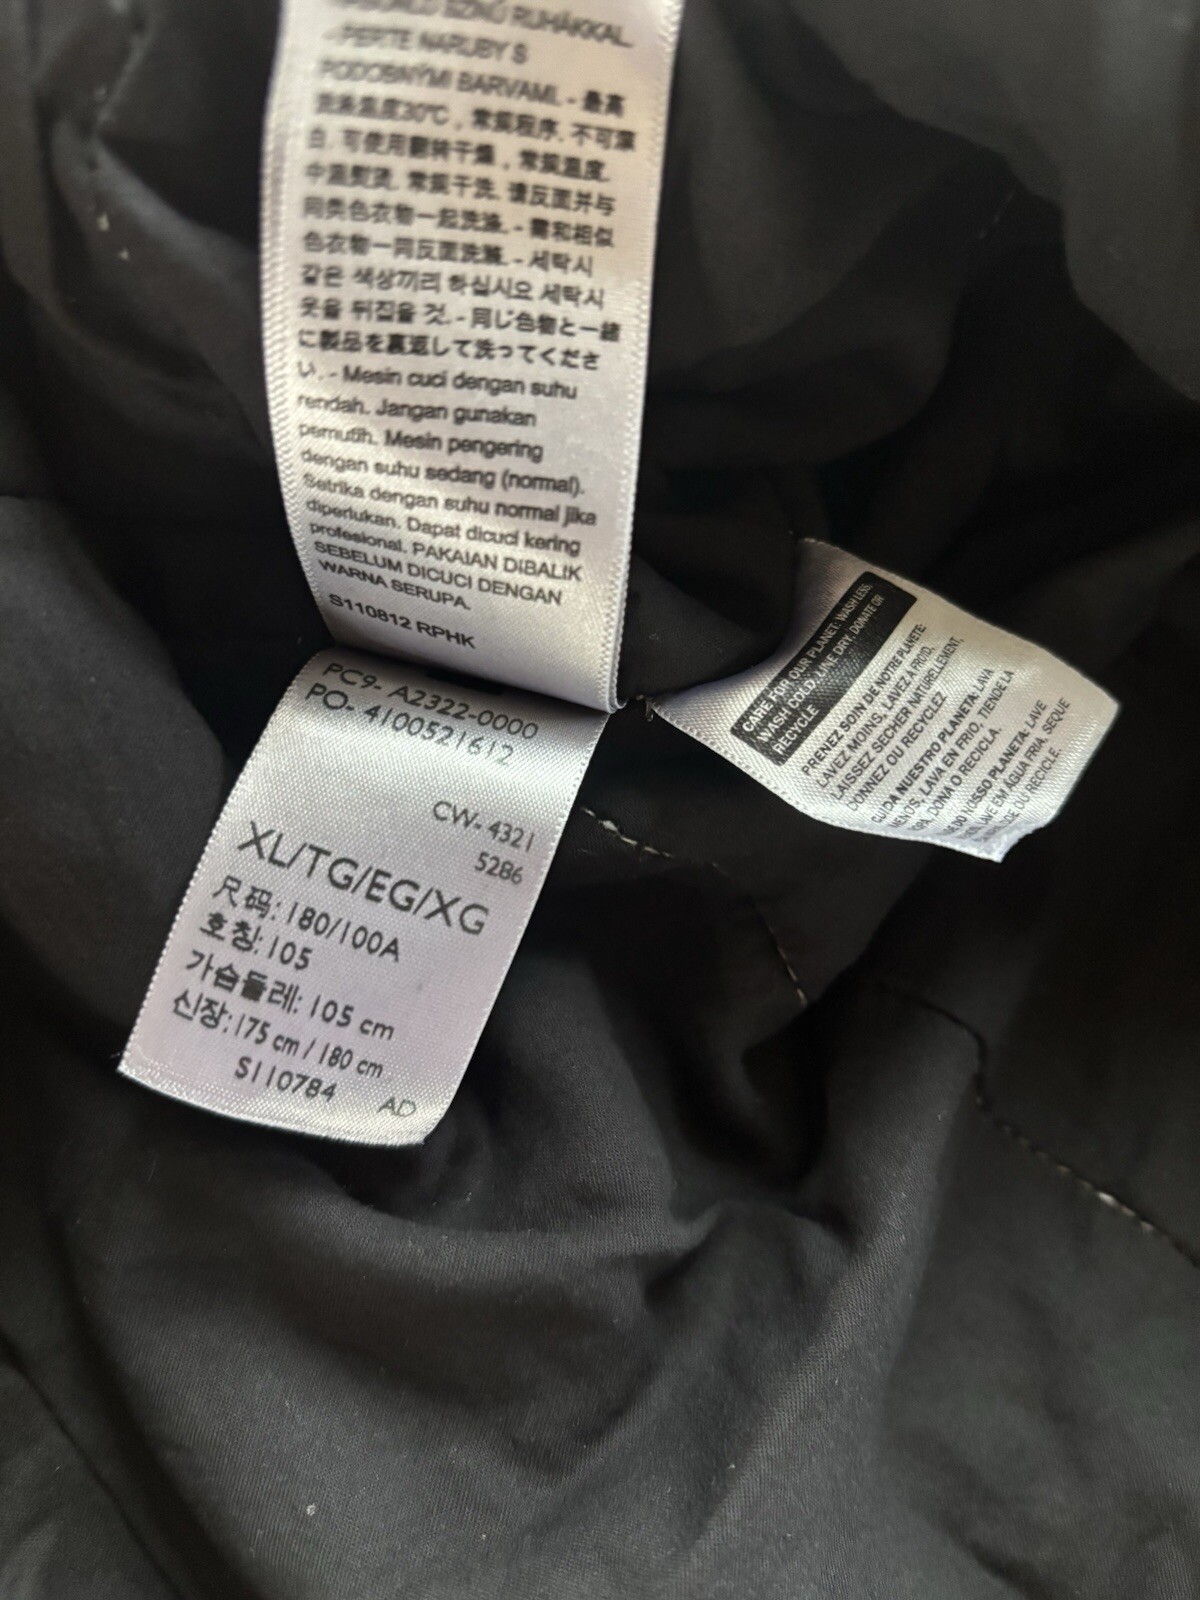 RUHÁKKAL.
- PERTE NARUBY S
PODOBNÝMI BARVAMI. - 最高
洗涤温度30℃，常规程序. 不可漂
白. 可使用翻转干燥，常规温度.
中温熨烫. 常规干洗. 请反面并与
同类色衣物一起洗涤. - 需和相似
色衣物一同反面洗滌. - 세탁시
같은 색상끼리 하십시요 세탁시
옷을 뒤집을 것. - 同じ色物と一緒
に製品を裏返して洗ってくださ
い. - Mesin cuci dengan suhu
rendah. Jangan gunakan
pemutih. Mesin pengering
dengan suhu sedang (normal).
Setrika dengan suhu normal jika
diperlukan. Dapat dicuci kering
profesional. PAKAIAN DIBALIK
SEBELUM DICUCI DENGAN
WARNA SERUPA.
S110812 RPHK
PC9- A2322-0000
PO- 4100521612
CW- 4321
5286
XL/TG/EG/XG
尺码: 180/100A
호칭: 105
가슴둘레: 105 cm
신장: 175 cm / 180 cm
S110784
AD
CARE FOR OUR PLANET: WASH LESS,
WASH COLD, LINE DRY, DONATE OR
RECYCLE
PRENEZ SOIN DE NOTRE PLANETE:
LAVEZ MOINS, LAVEZ A FROID,
LAISSEZ SECHER NATURELLEMENT,
DONNEZ OU RECYCLEZ
CUIDA NUESTRO PLANETA: LAVA
MENOS, LAVA EN FRIO, TIENDE LA
ROPA, DONA O RECICLA.
DO NOSSO PLANETA: LAVE
LAVE EM ÁGUA FRIA, SEQUE
OU RECICLE.